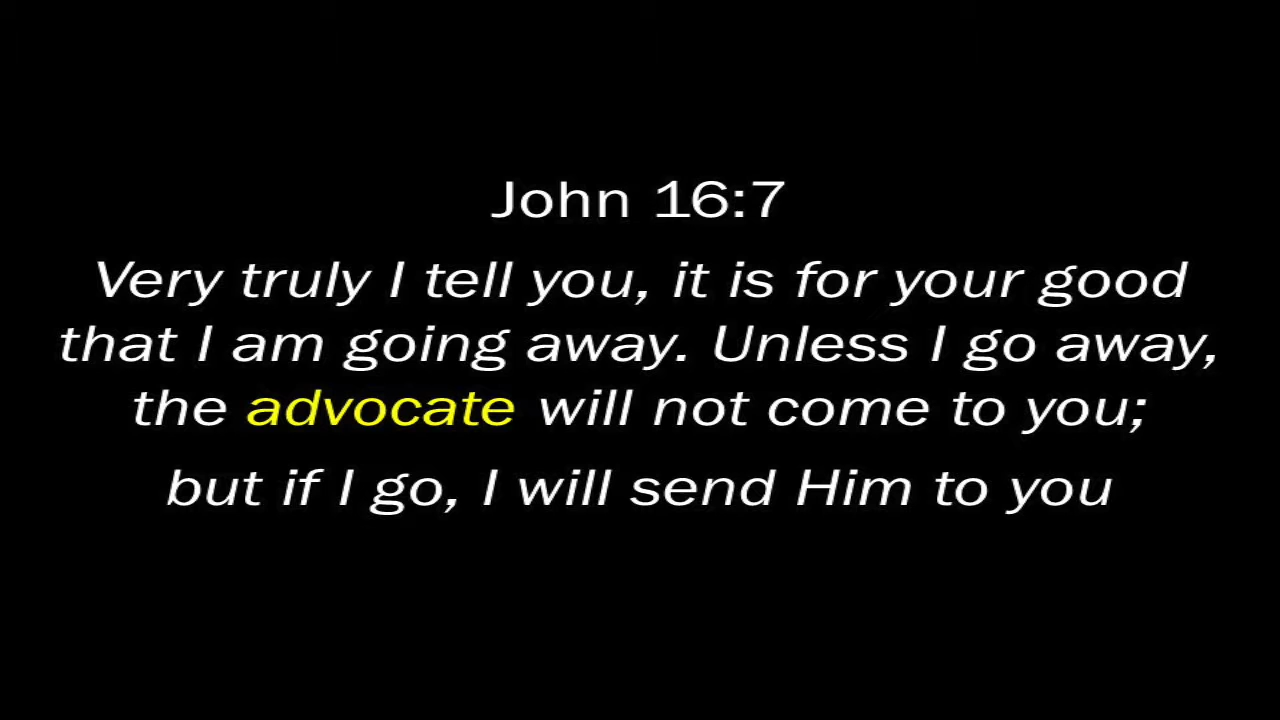 John 16:7
Very truly I tell you, it is for your good
that I am going away. Unless I go away,
the advocate will not come to you;
but if I go, I will send Him to you